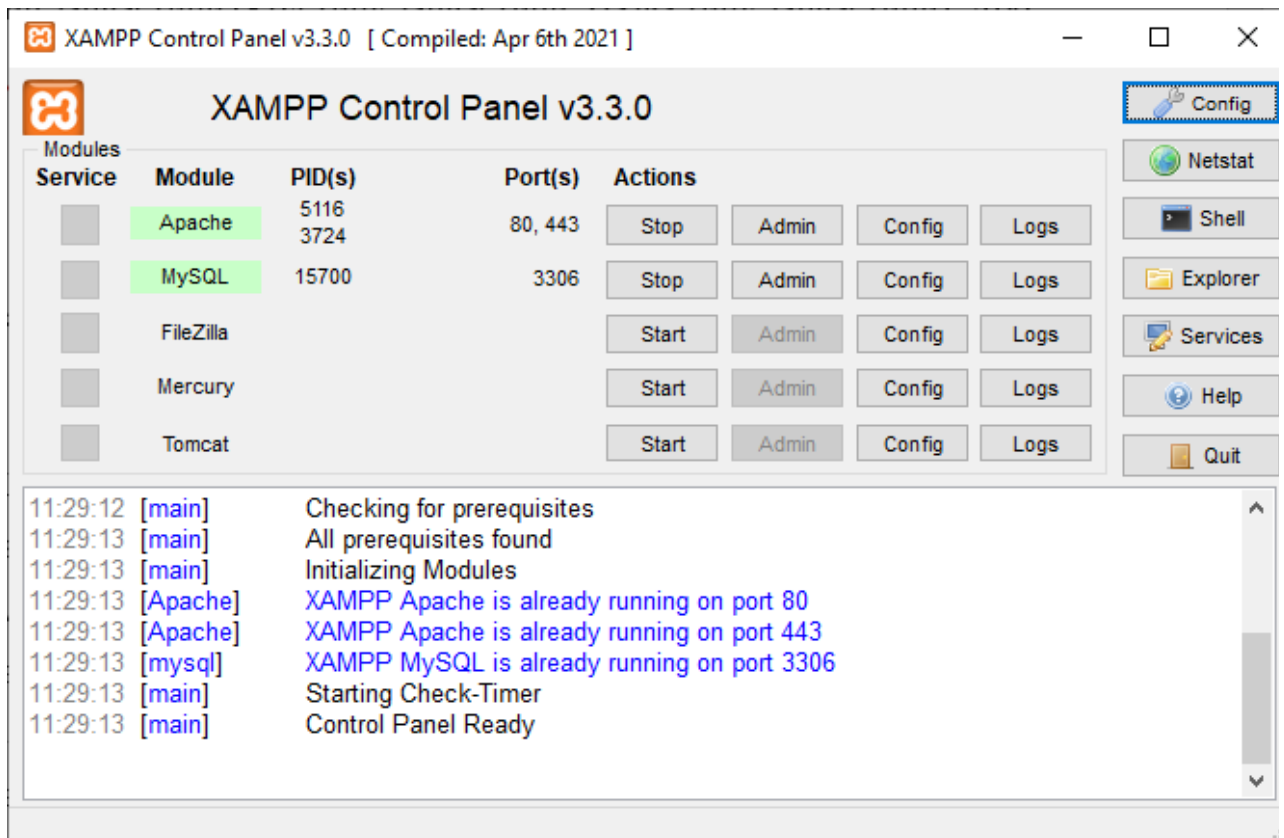 XAMPP Control Panel v3.3.0 [ Compiled: Apr 6th 2021 ]
XAMPP Control Panel v3.3.0
Config
Modules
Service Module PID(s) Port(s) Actions
Netstat
Apache 5116 3724 80, 443 Stop Admin Config Logs
Shell
MySQL 15700 3306 Stop Admin Config Logs
Explorer
FileZilla Start Admin Config Logs
Services
Mercury Start Admin Config Logs
Help
Tomcat Start Admin Config Logs
Quit
11:29:12 [main] Checking for prerequisites
11:29:13 [main] All prerequisites found
11:29:13 [main] Initializing Modules
11:29:13 [Apache] XAMPP Apache is already running on port 80
11:29:13 [Apache] XAMPP Apache is already running on port 443
11:29:13 [mysql] XAMPP MySQL is already running on port 3306
11:29:13 [main] Starting Check-Timer
11:29:13 [main] Control Panel Ready